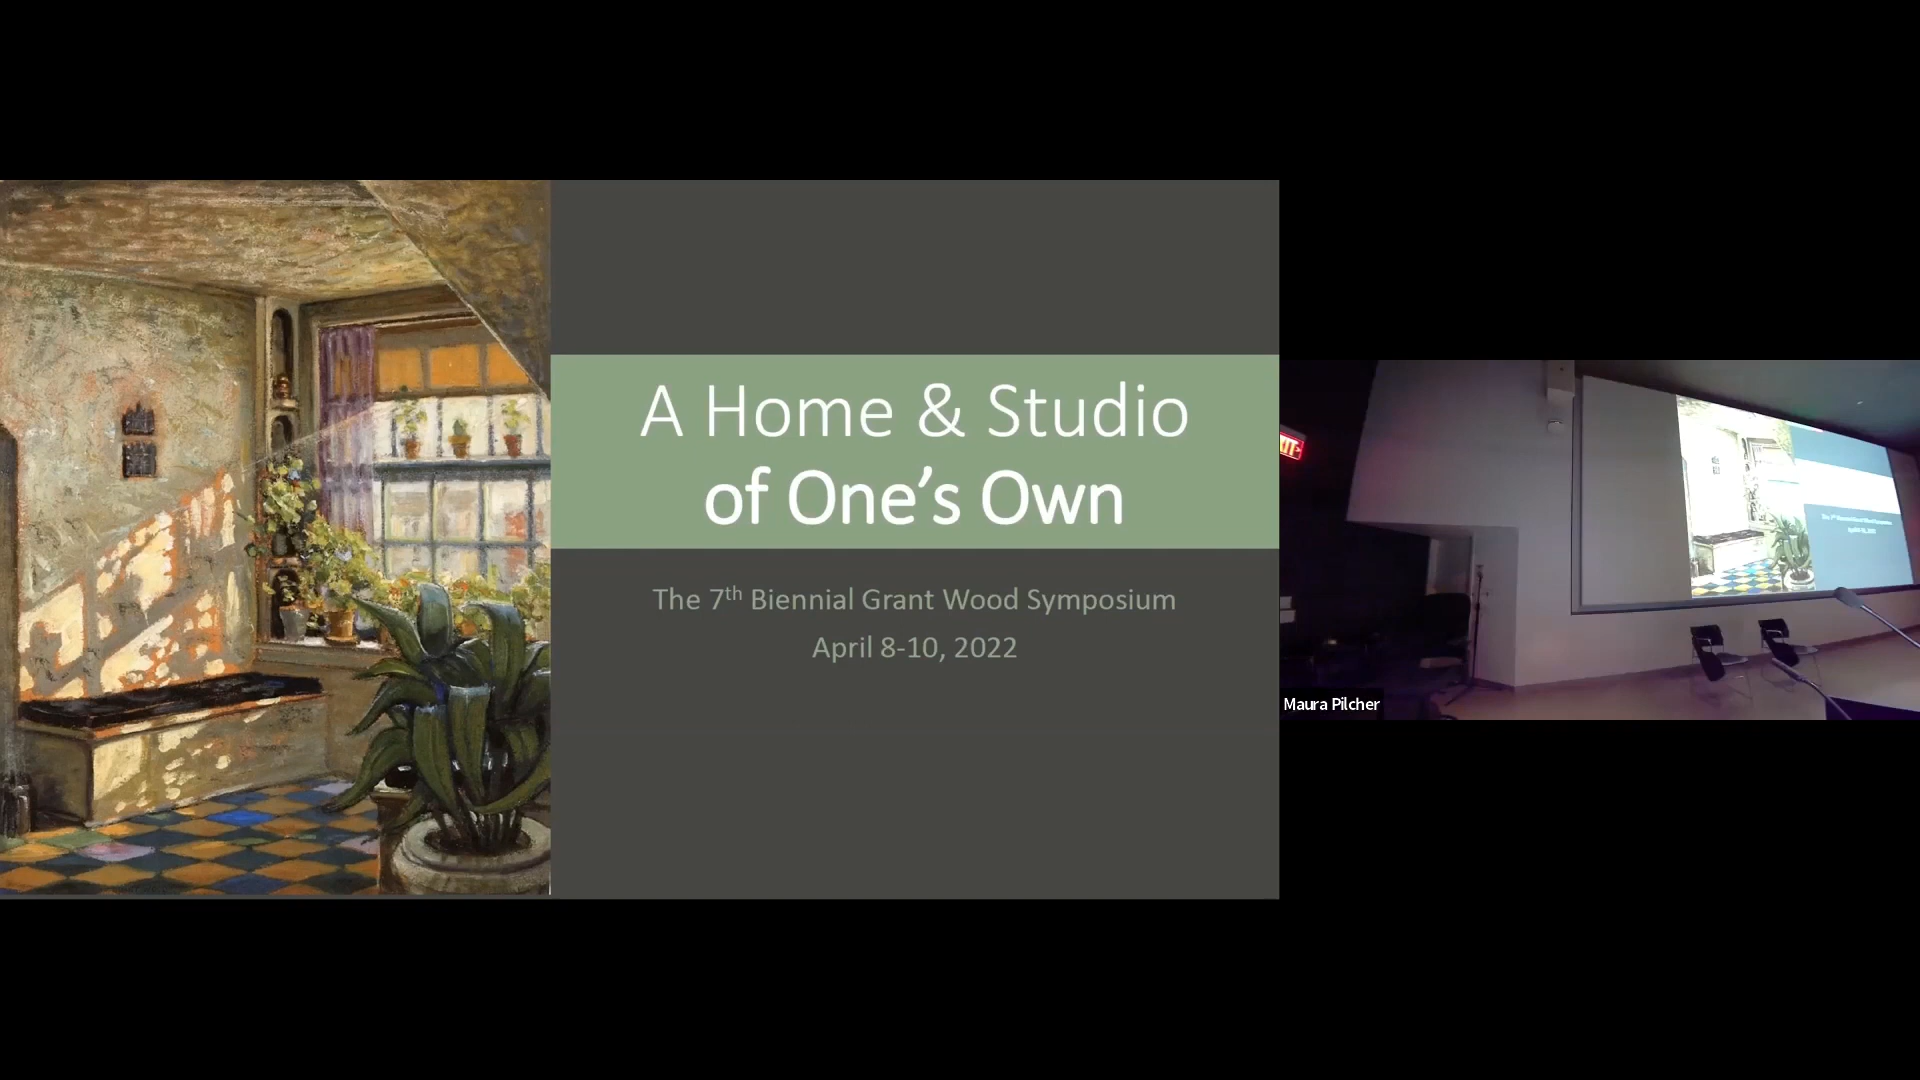 A Home & Studio
of One’s Own
The 7th Biennial Grant Wood Symposium
April 8-10, 2022
Maura Pilcher